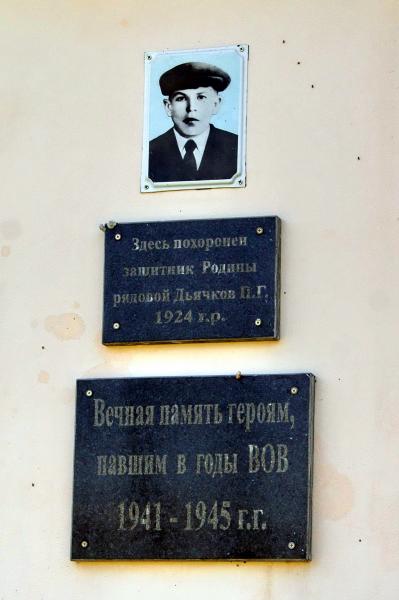 Здесь похоронен
защитник Родины
рядовой Дьячков П.Г.
1924 г.р.
Вечная память героям,
павшим в годы ВОВ
1941 - 1945 г.г.